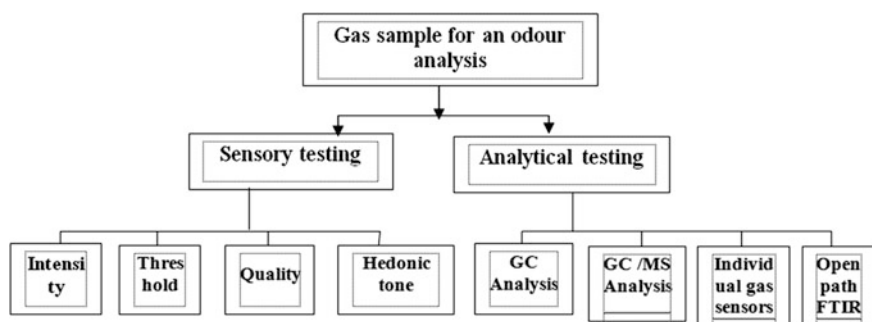 Gas sample for an odour
analysis
Sensory testing
Analytical testing
Intensi
ty
Thres
hold
Quality
Hedonic
tone
GC
Analysis
GC /MS
Analysis
Individ
ual gas
sensors
Open
path
FTIR